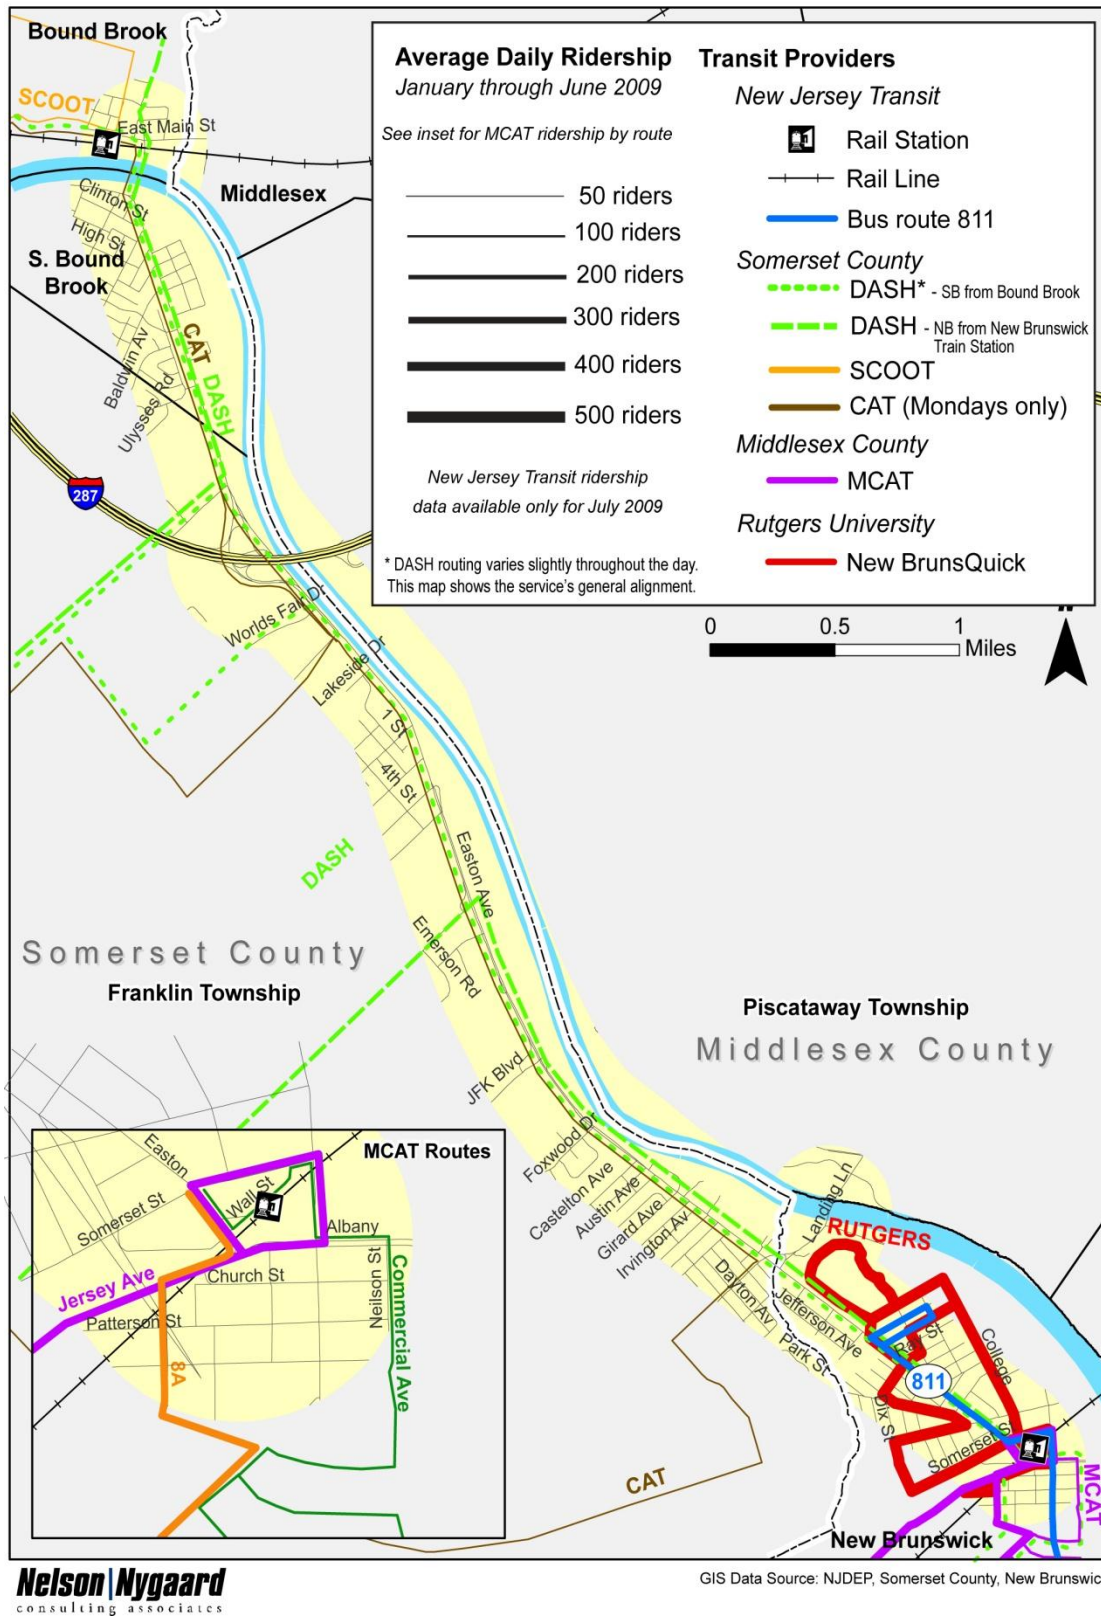 Bound Brook
SCOOT
East Main St
Clinton St
High St
Middlesex
S. Bound
Brook
CAT
DASH
Baldwin Av
Ulysses Rd
287
Average Daily Ridership
January through June 2009
See inset for MCAT ridership by route
50 riders
100 riders
200 riders
300 riders
400 riders
500 riders
New Jersey Transit ridership
data available only for July 2009
* DASH routing varies slightly throughout the day.
This map shows the service's general alignment.
Transit Providers
New Jersey Transit
Rail Station
Rail Line
Bus route 811
Somerset County
DASH* - SB from Bound Brook
DASH - NB from New Brunswick
Train Station
SCOOT
CAT (Mondays only)
Middlesex County
MCAT
Rutgers University
New BrunsQuick
0 0.5 1
Miles
Worlds Fair Dr
Lakeside Dr
1 St
4th St
Easton Ave
DASH
Emerson Rd
Somerset County
Franklin Township
Piscataway Township
Middlesex County
JFK Blvd
Foxwood Dr
Castelton Ave
Austin Ave
Girard Ave
Irvington Av
Landing Ln
RUTGERS
Dayton Av
Jefferson Ave
Park St
College
811
Dix St
Somerset St
CAT
MCAT
New Brunswick
MCAT Routes
Easton
Somerset St
Wall St
Albany
Jersey Ave
Church St
Neilson St
Patterson St
8A
Commercial Ave
Nelson|Nygaard
consulting associates
GIS Data Source: NJDEP, Somerset County, New Brunswic